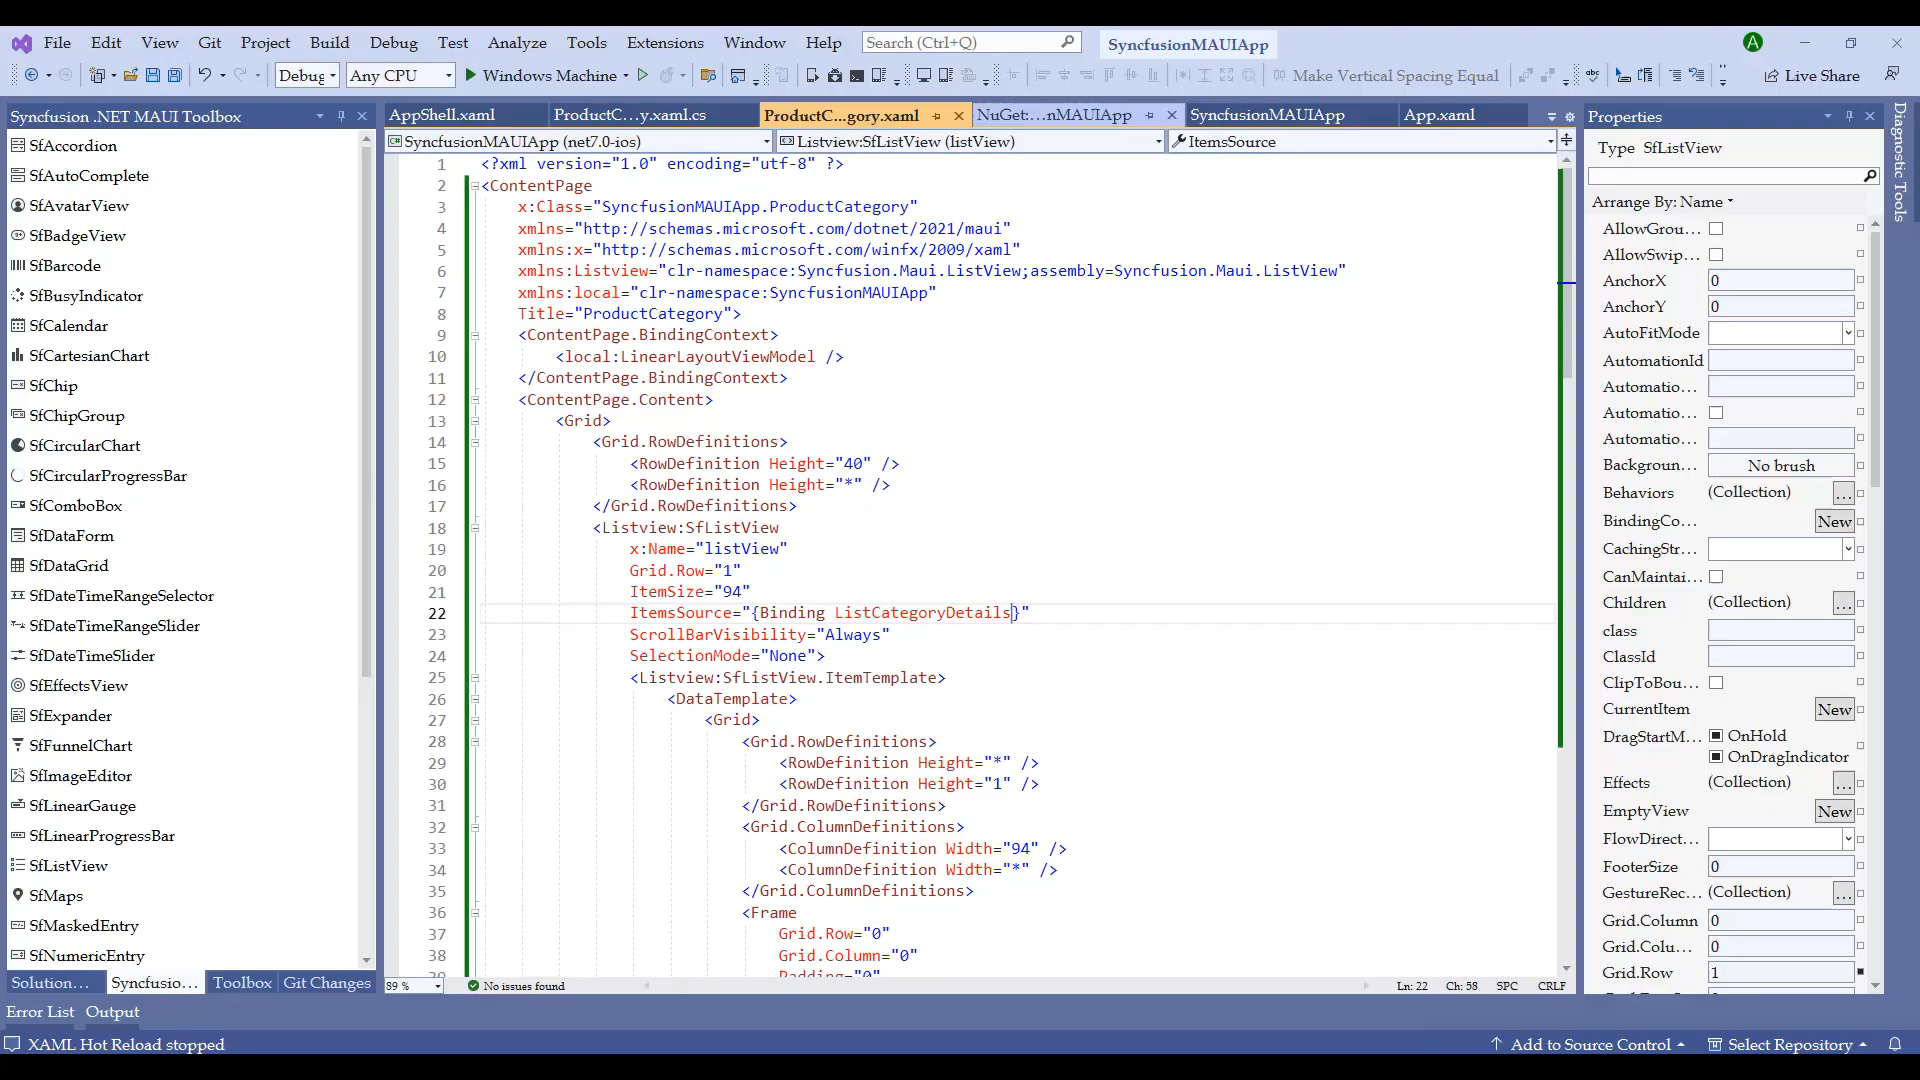 File Edit View Git Project Build Debug Test Analyze Tools Extensions Window Help Search (Ctrl+Q) SyncfusionMAUIApp A
Debug Any CPU Windows Machine Make Vertical Spacing Equal Live Share
Syncfusion .NET MAUI Toolbox
SfAccordion
SfAutoComplete
SfAvatarView
SfBadgeView
SfBarcode
SfBusyIndicator
SfCalendar
SfCartesianChart
SfChip
SfChipGroup
SfCircularChart
SfCircularProgressBar
SfComboBox
SfDataForm
SfDataGrid
SfDateTimeRangeSelector
SfDateTimeRangeSlider
SfDateTimeSlider
SfEffectsView
SfExpander
SfFunnelChart
SfImageEditor
SfLinearGauge
SfLinearProgressBar
SfListView
SfMaps
SfMaskedEntry
SfNumericEntry
Solution... Syncfusio... Toolbox Git Changes
AppShell.xaml ProductC...y.xaml.cs ProductC...gory.xaml NuGet:...nMAUIApp SyncfusionMAUIApp App.xaml
SyncfusionMAUIApp (net7.0-ios) Listview:SfListView (listView) ItemsSource
1 <?xml version="1.0" encoding="utf-8" ?>
2 <ContentPage
3 x:Class="SyncfusionMAUIApp.ProductCategory"
4 xmlns="http://schemas.microsoft.com/dotnet/2021/maui"
5 xmlns:x="http://schemas.microsoft.com/winfx/2009/xaml"
6 xmlns:Listview="clr-namespace:Syncfusion.Maui.ListView;assembly=Syncfusion.Maui.ListView"
7 xmlns:local="clr-namespace:SyncfusionMAUIApp"
8 Title="ProductCategory">
9 <ContentPage.BindingContext>
10 <local:LinearLayoutViewModel />
11 </ContentPage.BindingContext>
12 <ContentPage.Content>
13 <Grid>
14 <Grid.RowDefinitions>
15 <RowDefinition Height="40" />
16 <RowDefinition Height="*" />
17 </Grid.RowDefinitions>
18 <Listview:SfListView
19 x:Name="listView"
20 Grid.Row="1"
21 ItemSize="94"
22 ItemsSource="{Binding ListCategoryDetails}"
23 ScrollBarVisibility="Always"
24 SelectionMode="None">
25 <Listview:SfListView.ItemTemplate>
26 <DataTemplate>
27 <Grid>
28 <Grid.RowDefinitions>
29 <RowDefinition Height="*" />
30 <RowDefinition Height="1" />
31 </Grid.RowDefinitions>
32 <Grid.ColumnDefinitions>
33 <ColumnDefinition Width="94" />
34 <ColumnDefinition Width="*" />
35 </Grid.ColumnDefinitions>
36 <Frame
37 Grid.Row="0"
38 Grid.Column="0"
39 Padding="0"
89 % No issues found Ln: 22 Ch: 58 SPC CRLF
Properties
Type SfListView
Arrange By: Name
AllowGrou...
AllowSwip...
AnchorX 0
AnchorY 0
AutoFitMode
AutomationId
Automatio...
Automatio...
Automatio...
Backgroun... No brush
Behaviors (Collection) ...
BindingCo... New
CachingStr...
CanMaintai...
Children (Collection) ...
class
ClassId
ClipToBou...
CurrentItem New
DragStartM... OnHold
OnDragIndicator
Effects (Collection) ...
EmptyView New
FlowDirect...
FooterSize 0
GestureRec... (Collection) ...
Grid.Column 0
Grid.Colu... 0
Grid.Row 1
Diagnostic Tools
Error List Output
XAML Hot Reload stopped Add to Source Control Select Repository